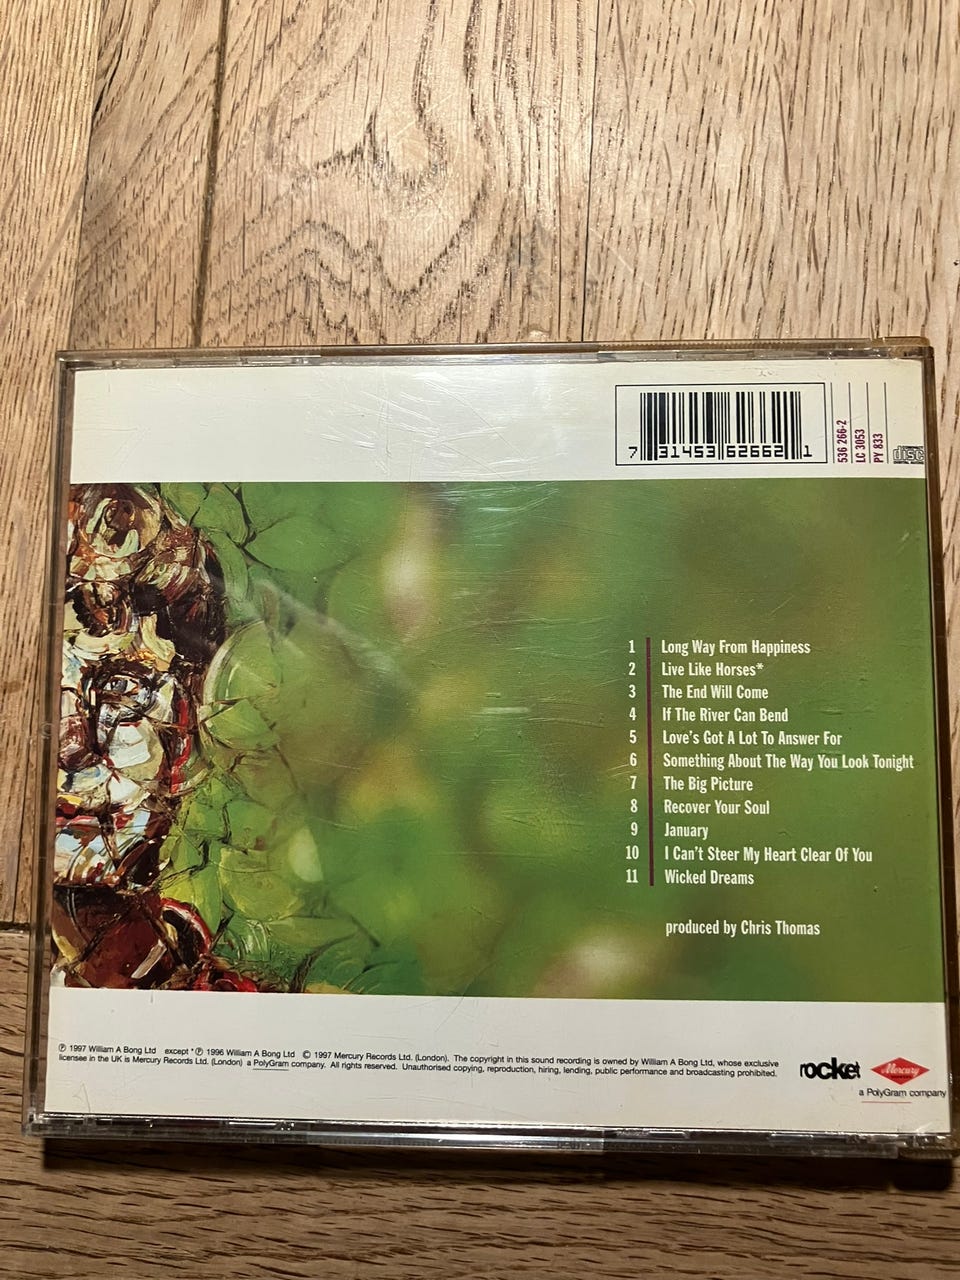 7 31453 62662 1
536 266-2
LC 3053
PY 833
disc
1 Long Way From Happiness
2 Live Like Horses*
3 The End Will Come
4 If The River Can Bend
5 Love's Got A Lot To Answer For
6 Something About The Way You Look Tonight
7 The Big Picture
8 Recover Your Soul
9 January
10 I Can't Steer My Heart Clear Of You
11 Wicked Dreams
produced by Chris Thomas
℗ 1997 William A Bong Ltd except *℗ 1996 William A Bong Ltd © 1997 Mercury Records Ltd. (London). The copyright in this sound recording is owned by William A Bong Ltd, whose exclusive
licensee in the UK is Mercury Records Ltd. (London) a PolyGram company. All rights reserved. Unauthorised copying, reproduction, hiring, lending, public performance and broadcasting prohibited.
rocket
Mercury
a PolyGram company